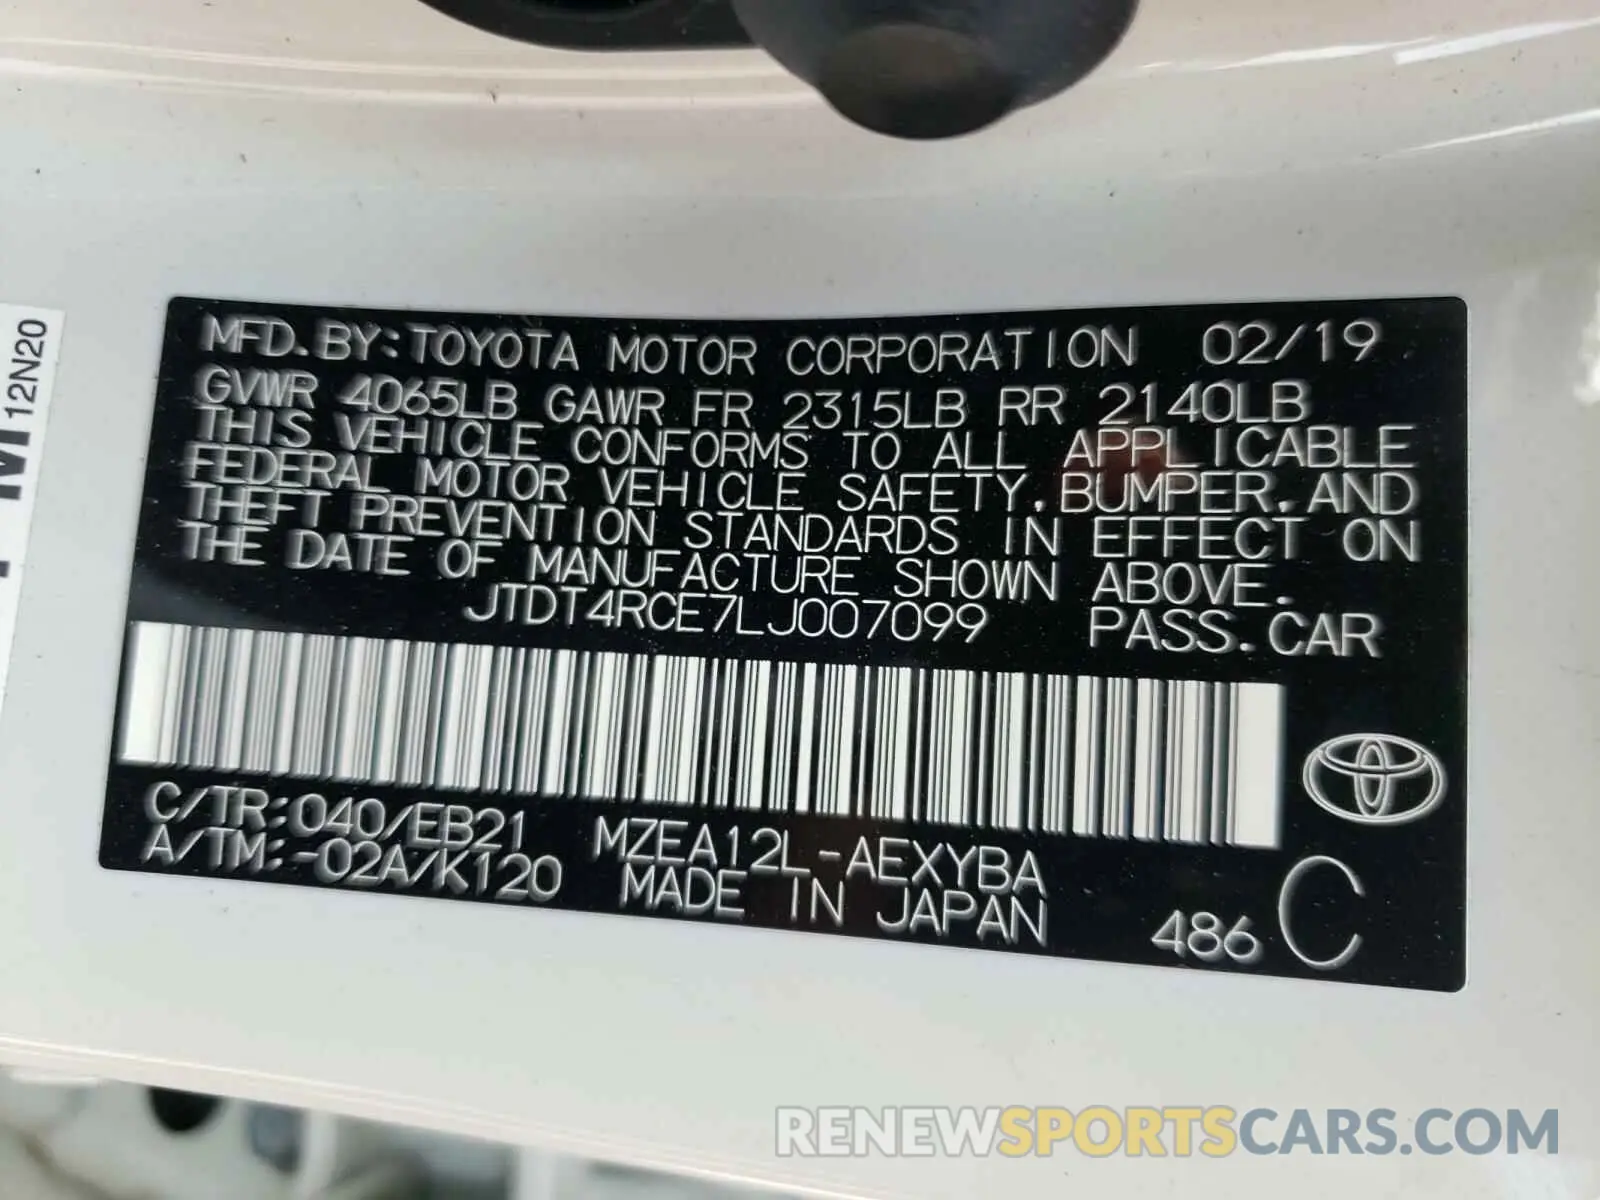 MFD.BY:TOYOTA MOTOR CORPORATION 02/19
GVWR 4065LB GAWR FR 2315LB RR 2140LB
THIS VEHICLE CONFORMS TO ALL APPLICABLE
FEDERAL MOTOR VEHICLE SAFETY,BUMPER,AND
THEFT PREVENTION STANDARDS IN EFFECT ON
THE DATE OF MANUFACTURE SHOWN ABOVE.
JTDT4RCE7LJ007099 PASS.CAR
C/TR:040/EB21 MZEA12L-AEXYBA
A/TM:-02A/K120 MADE IN JAPAN
486 C
12N20
RENEWSPORTSCARS.COM